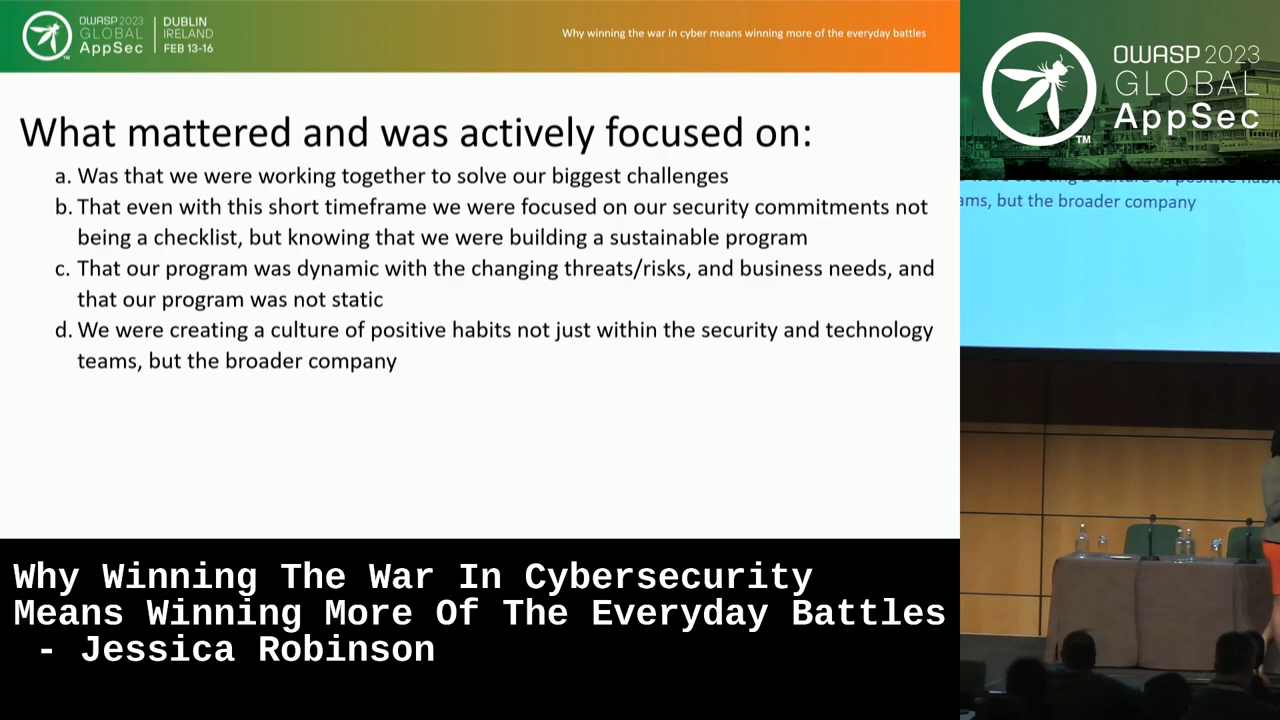 OWASP 2023
GLOBAL
AppSec
TM
DUBLIN
IRELAND
FEB 13-16
Why winning the war in cyber means winning more of the everyday battles
What mattered and was actively focused on:
a. Was that we were working together to solve our biggest challenges
b. That even with this short timeframe we were focused on our security commitments not
being a checklist, but knowing that we were building a sustainable program
c. That our program was dynamic with the changing threats/risks, and business needs, and
that our program was not static
d. We were creating a culture of positive habits not just within the security and technology
teams, but the broader company
Why Winning The War In Cybersecurity
Means Winning More Of The Everyday Battles
- Jessica Robinson
OWASP 2023
GLOBAL
AppSec
TM
creating a culture of positive
ams, but the broader company